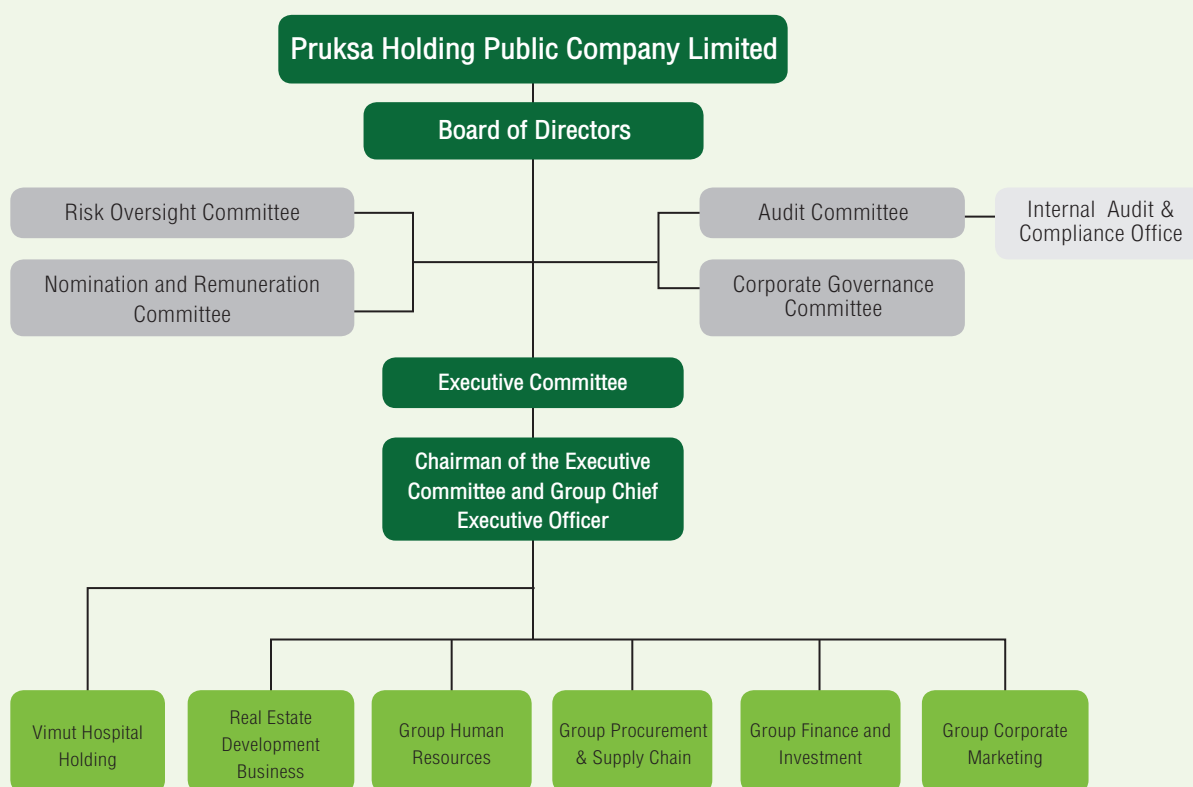 Pruksa Holding Public Company Limited
Board of Directors
Risk Oversight Committee
Audit Committee
Internal Audit &
Compliance Office
Nomination and Remuneration
Committee
Corporate Governance
Committee
Executive Committee
Chairman of the Executive
Committee and Group Chief
Executive Officer
Vimut Hospital
Holding
Real Estate
Development
Business
Group Human
Resources
Group Procurement
& Supply Chain
Group Finance and
Investment
Group Corporate
Marketing